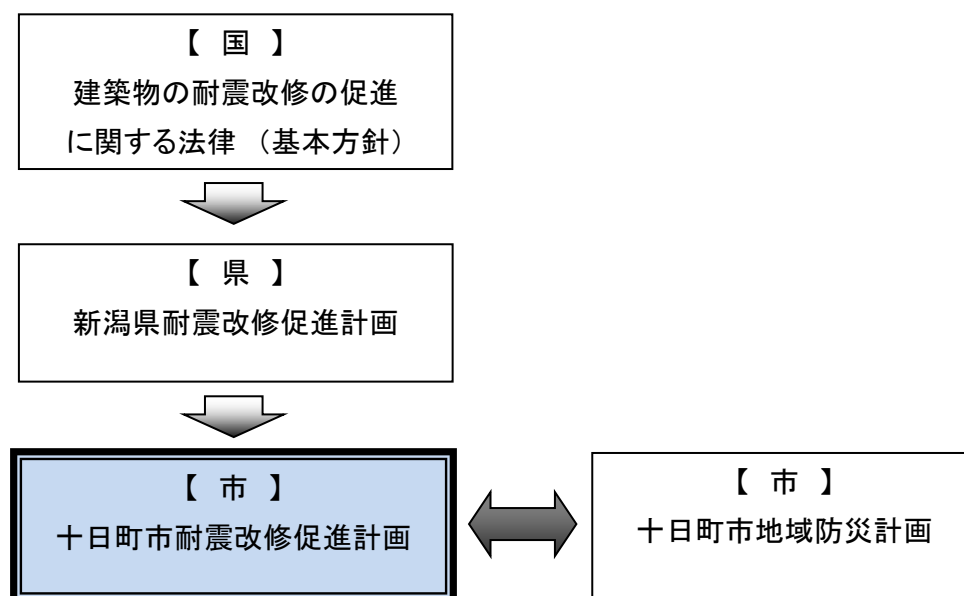 【 国 】
建築物の耐震改修の促進
に関する法律 （基本方針）
【 県 】
新潟県耐震改修促進計画
【 市 】
十日町市耐震改修促進計画
【 市 】
十日町市地域防災計画